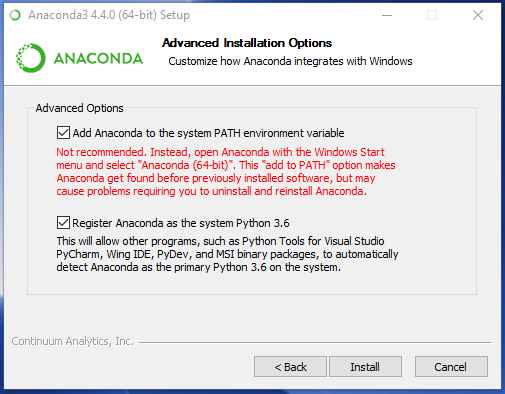 Anaconda3 4.4.0 (64-bit) Setup
ANACONDA
Advanced Installation Options
Customize how Anaconda integrates with Windows
Advanced Options
Add Anaconda to the system PATH environment variable
Not recommended. Instead, open Anaconda with the Windows Start
menu and select "Anaconda (64-bit)". This "add to PATH" option makes
Anaconda get found before previously installed software, but may
cause problems requiring you to uninstall and reinstall Anaconda.
Register Anaconda as the system Python 3.6
This will allow other programs, such as Python Tools for Visual Studio
PyCharm, Wing IDE, PyDev, and MSI binary packages, to automatically
detect Anaconda as the primary Python 3.6 on the system.
Continuum Analytics, Inc.
< Back
Install
Cancel